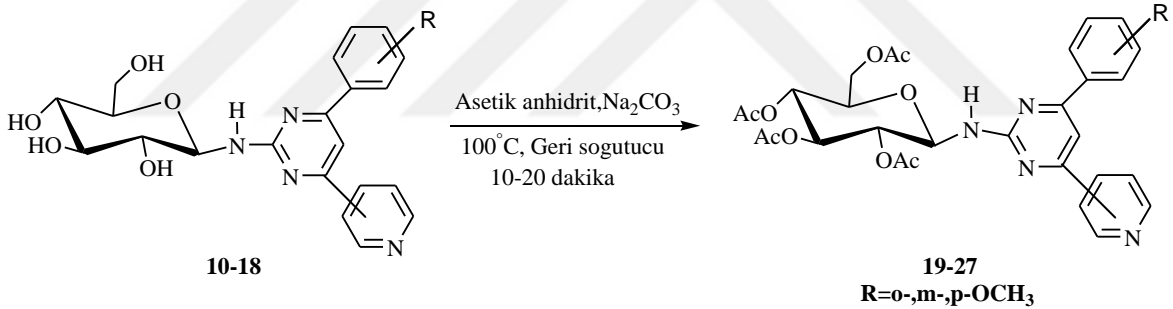 R
OH
HO
HO
O
OH
H
N
N
N
N
10-18
Asetik anhidrit,Na2CO3
100°C, Geri sogutucu
10-20 dakika
R
OAc
AcO
AcO
O
OAc
H
N
N
N
N
19-27
R=o-,m-,p-OCH3